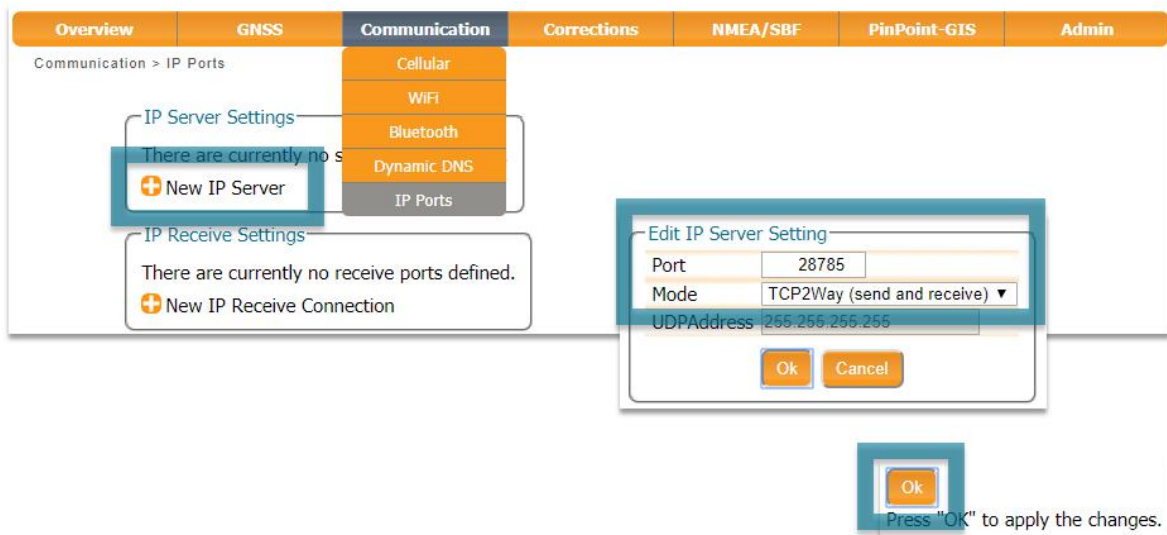 Overview GNSS Communication Corrections NMEA/SBF PinPoint-GIS Admin
Communication > IP Ports
Cellular
WiFi
Bluetooth
Dynamic DNS
IP Ports
IP Server Settings
There are currently no s
New IP Server
IP Receive Settings
There are currently no receive ports defined.
New IP Receive Connection
Edit IP Server Setting
Port 28785
Mode TCP2Way (send and receive)
UDPAddress 255.255.255.255
Ok Cancel
Ok
Press "OK" to apply the changes.